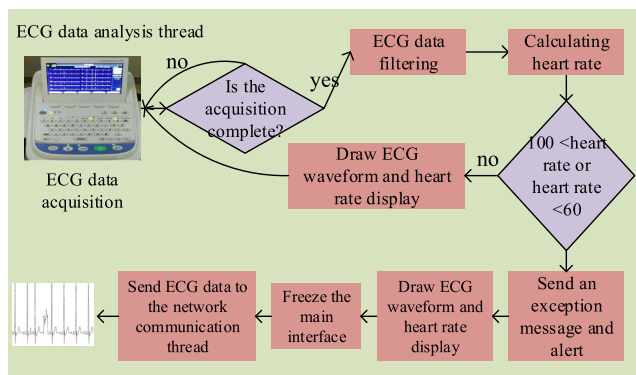 ECG data analysis thread
no
Is the
acquisition
complete?
yes
ECG data
filtering
Calculating
heart rate
ECG data
acquisition
Draw ECG
waveform and heart
rate display
no
100 <heart
rate or
heart rate
<60
Send ECG data to
the network
communication
thread
Freeze the
main
interface
Draw ECG
waveform and
heart rate
display
Send an
exception
message and
alert